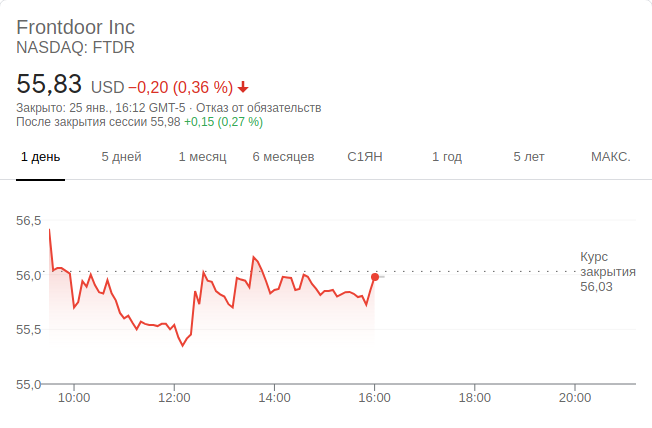 Frontdoor Inc
NASDAQ: FTDR
55,83 USD −0,20 (0,36 %)
Закрыто: 25 янв., 16:12 GMT-5 · Отказ от обязательств
После закрытия сессии 55,98 +0,15 (0,27 %)
1 день 5 дней 1 месяц 6 месяцев С1ЯН 1 год 5 лет МАКС.
56,5
56,0
55,5
55,0
Курс
закрытия
56,03
10:00 12:00 14:00 16:00 18:00 20:00